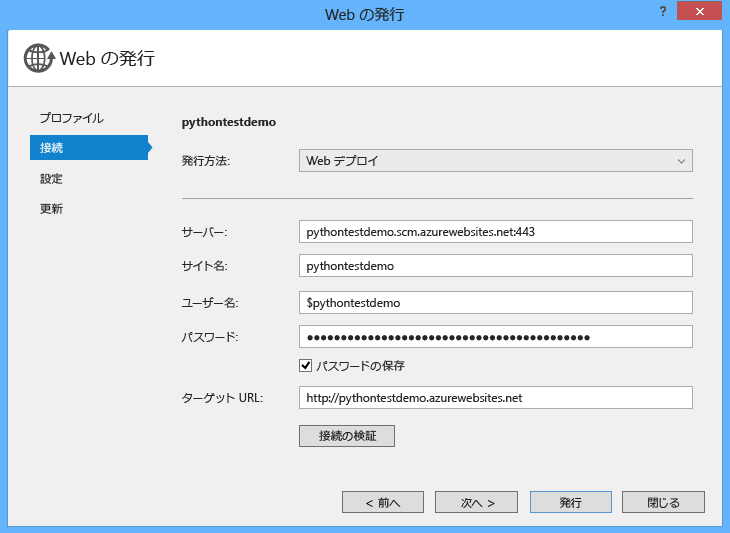 Web の発行
?
Web の発行
プロファイル
接続
設定
更新
pythontestdemo
発行方法: Web デプロイ
サーバー: pythontestdemo.scm.azurewebsites.net:443
サイト名: pythontestdemo
ユーザー名: $pythontestdemo
パスワード: ●●●●●●●●●●●●●●●●●●●●●●●●●●●●●●●●●●●●●●●●●●
パスワードの保存
ターゲット URL: http://pythontestdemo.azurewebsites.net
接続の検証
< 前へ 次へ > 発行 閉じる